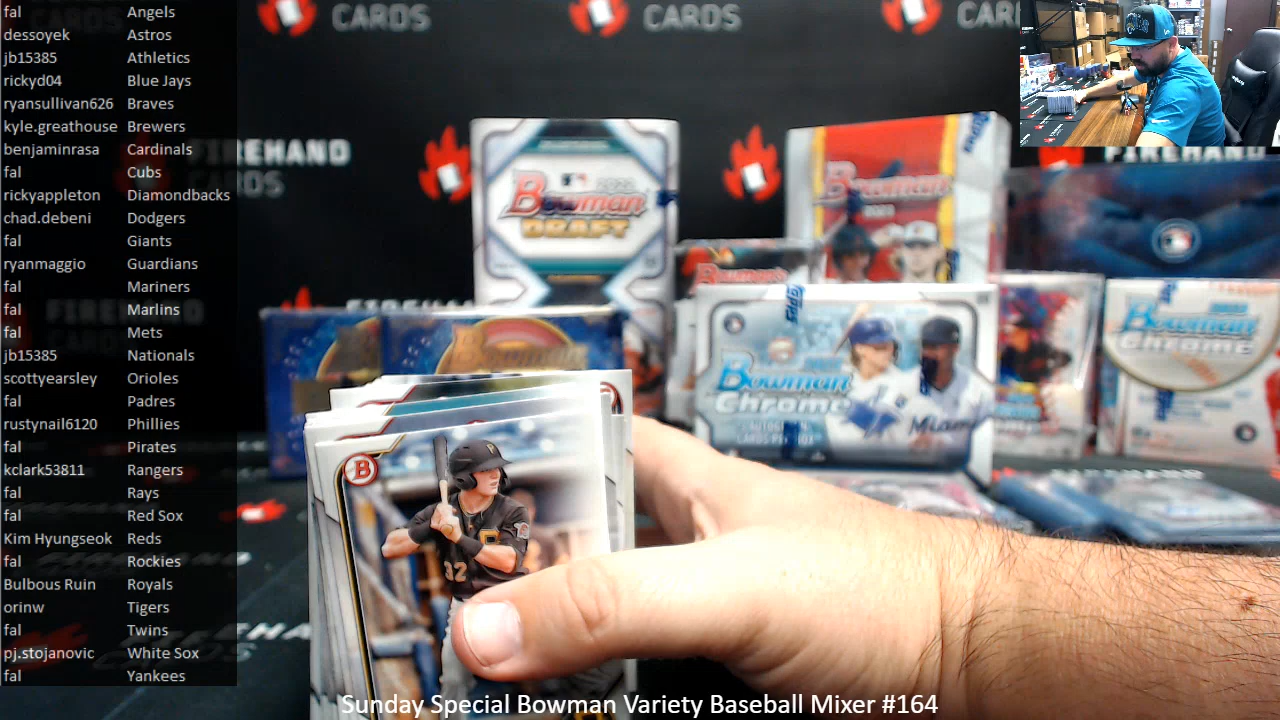 fal Angels
dessoyek Astros
jb15385 Athletics
rickyd04 Blue Jays
ryansullivan626 Braves
kyle.greathouse Brewers
benjaminrasa Cardinals
fal Cubs
rickyappleton Diamondbacks
chad.debeni Dodgers
fal Giants
ryanmaggio Guardians
fal Mariners
fal Marlins
fal Mets
jb15385 Nationals
scottyearsley Orioles
fal Padres
rustynail6120 Phillies
fal Pirates
kclark53811 Rangers
fal Rays
fal Red Sox
Kim Hyungseok Reds
fal Rockies
Bulbous Ruin Royals
orinw Tigers
fal Twins
pj.stojanovic White Sox
fal Yankees
CARDS
CARDS
FIREHAND
CARDS
FIREHAND
Bowman
DRAFT
Bowman
Bowman
Bowman
Chrome
Miami
Bowman
Chrome
Topps
B
P
32
Sunday Special Bowman Variety Baseball Mixer #164